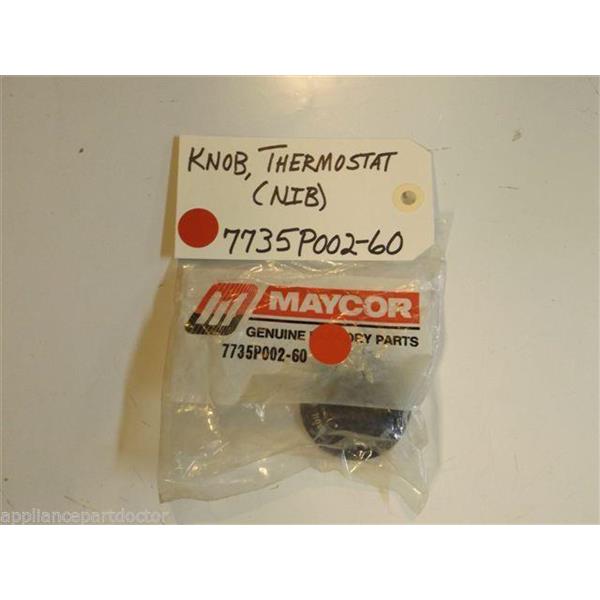 KNOB, THERMOSTAT
(NIB)
7735P002-60
MAYCOR
GENUINE PARTS
7735P002-60
appliancepartdoctor